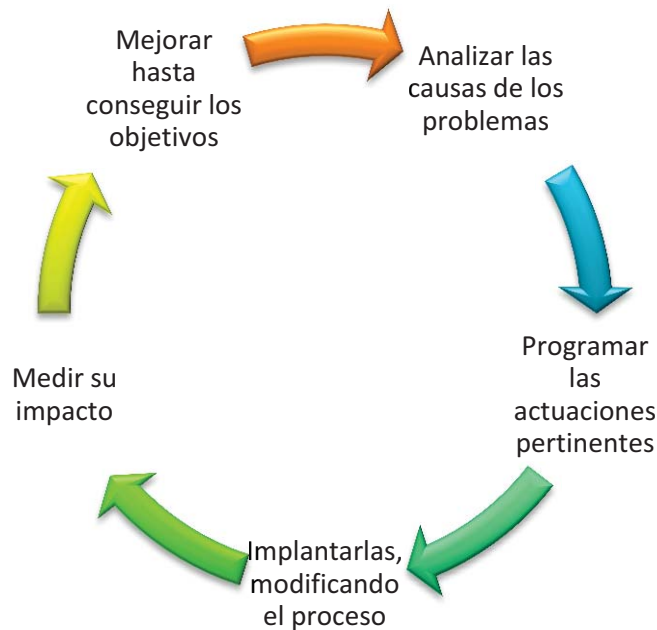 Mejorar
hasta
conseguir los
objetivos
Analizar las
causas de los
problemas
Programar
las
actuaciones
pertinentes
Implantarlas,
modificando
el proceso
Medir su
impacto